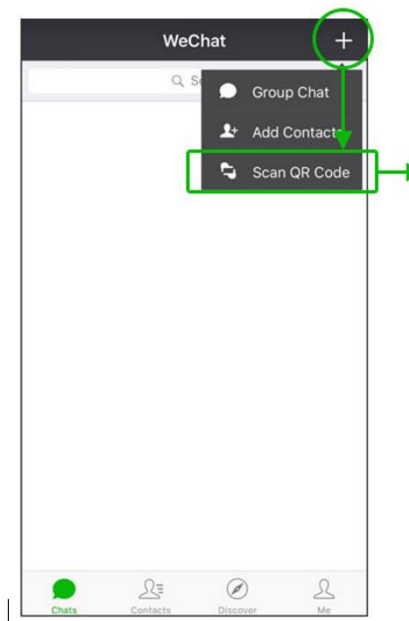 WeChat
Group Chat
Add Contacts
Scan QR Code
Chats
Contacts
Discover
Me